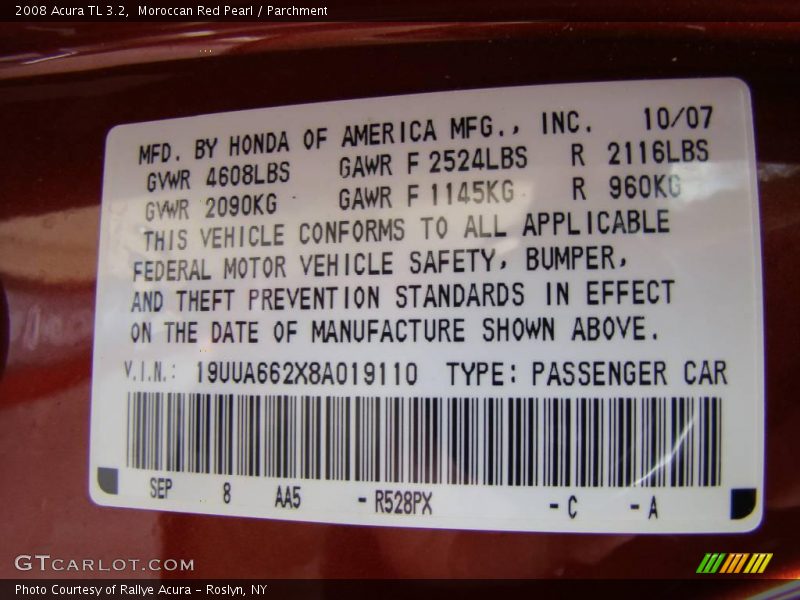 2008 Acura TL 3.2, Moroccan Red Pearl / Parchment
MFD. BY HONDA OF AMERICA MFG., INC. 10/07
GVWR 4608LBS GAWR F 2524LBS R 2116LBS
GVWR 2090KG GAWR F 1145KG R 960KG
THIS VEHICLE CONFORMS TO ALL APPLICABLE
FEDERAL MOTOR VEHICLE SAFETY, BUMPER,
AND THEFT PREVENTION STANDARDS IN EFFECT
ON THE DATE OF MANUFACTURE SHOWN ABOVE.
V.I.N.: 19UUA662X8A019110 TYPE: PASSENGER CAR
SEP 8 AA5 - R528PX - C - A
GTCARLOT.COM
Photo Courtesy of Rallye Acura - Roslyn, NY